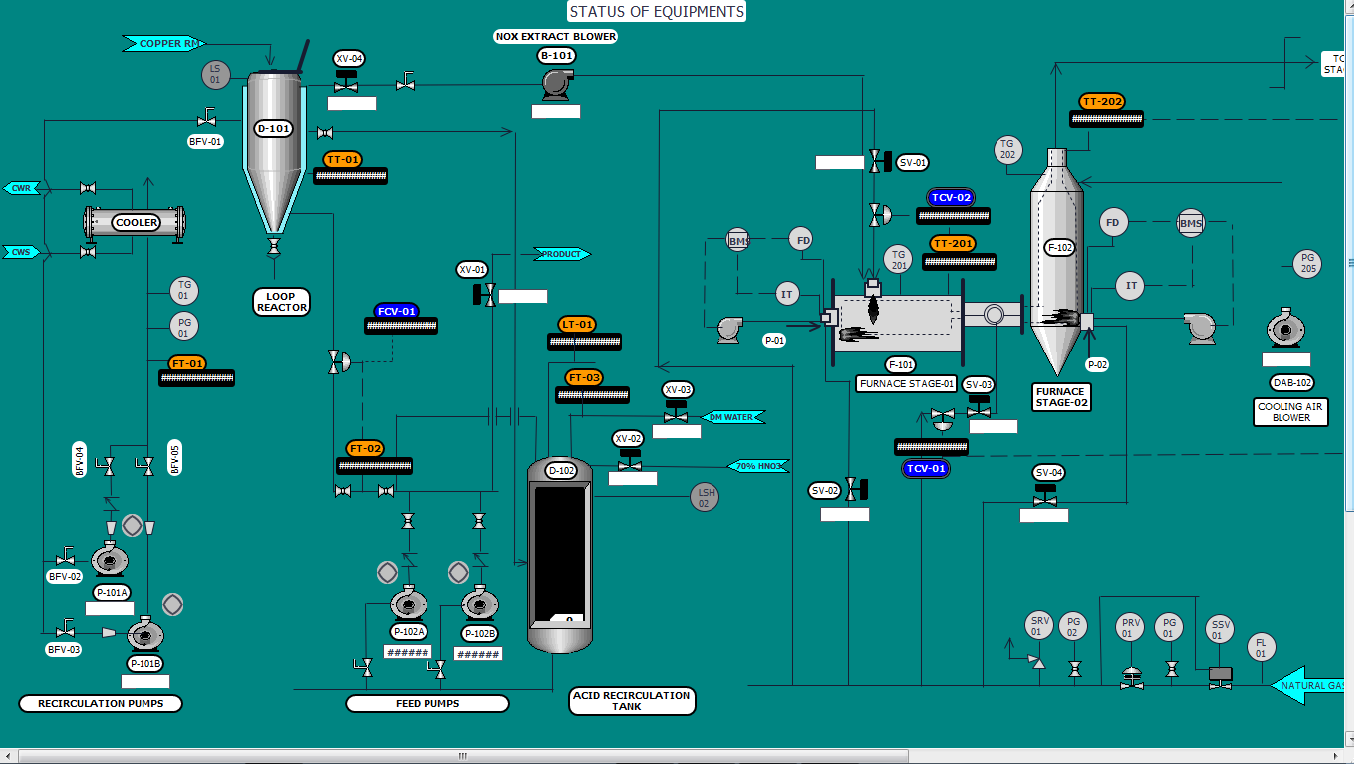 STATUS OF EQUIPMENTS
COPPER RM
NOX EXTRACT BLOWER
B-101
XV-04
LS
01
BFV-01
D-101
TT-01
################
CWR
COOLER
CWS
TG
01
PG
01
FT-01
################
LOOP
REACTOR
XV-01
PRODUCT
FCV-01
################
LT-01
################
FT-03
################
XV-03
DM WATER
XV-02
70% HNO3
FT-02
################
D-102
LSH
02
0
BFV-04
BFV-05
BFV-02
P-101A
BFV-03
P-101B
RECIRCULATION PUMPS
P-102A
######
P-102B
######
FEED PUMPS
ACID RECIRCULATION
TANK
SV-01
TCV-02
################
TT-201
################
TG
201
BMS
FD
IT
P-01
F-101
FURNACE STAGE-01
SV-03
################
TCV-01
SV-02
SV-04
TT-202
################
TG
202
F-102
FD
BMS
IT
P-02
FURNACE
STAGE-02
PG
205
DAB-102
COOLING AIR
BLOWER
TO
STA
SRV
01
PG
02
PRV
01
PG
01
SSV
01
FL
01
NATURAL GAS